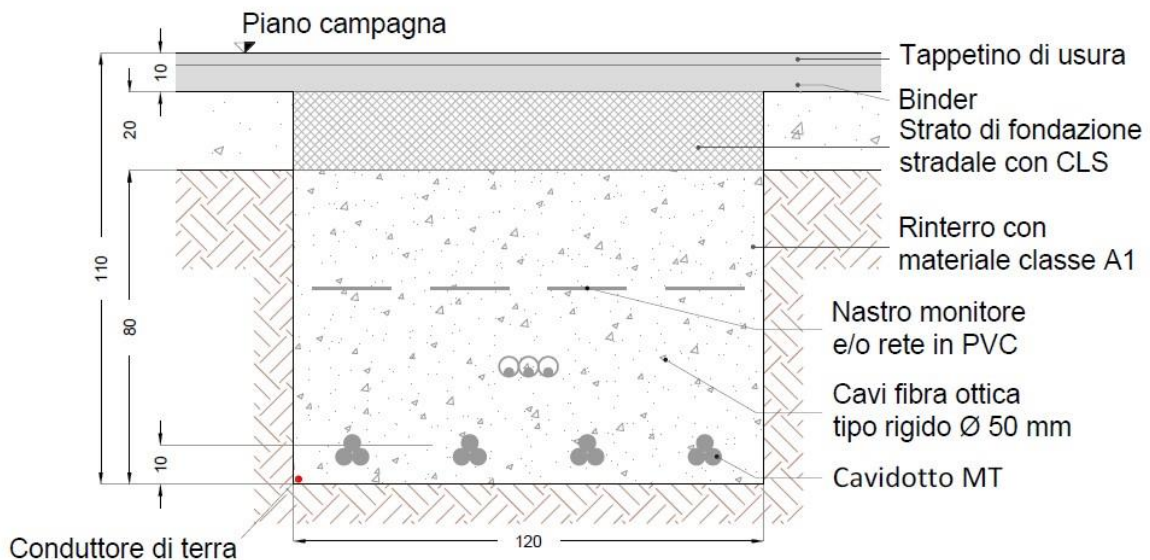 Piano campagna
Tappetino di usura
Binder
Strato di fondazione
stradale con CLS
Rinterro con
materiale classe A1
Nastro monitore
e/o rete in PVC
Cavi fibra ottica
tipo rigido Ø 50 mm
Cavidotto MT
Conduttore di terra
10
20
110
80
10
120